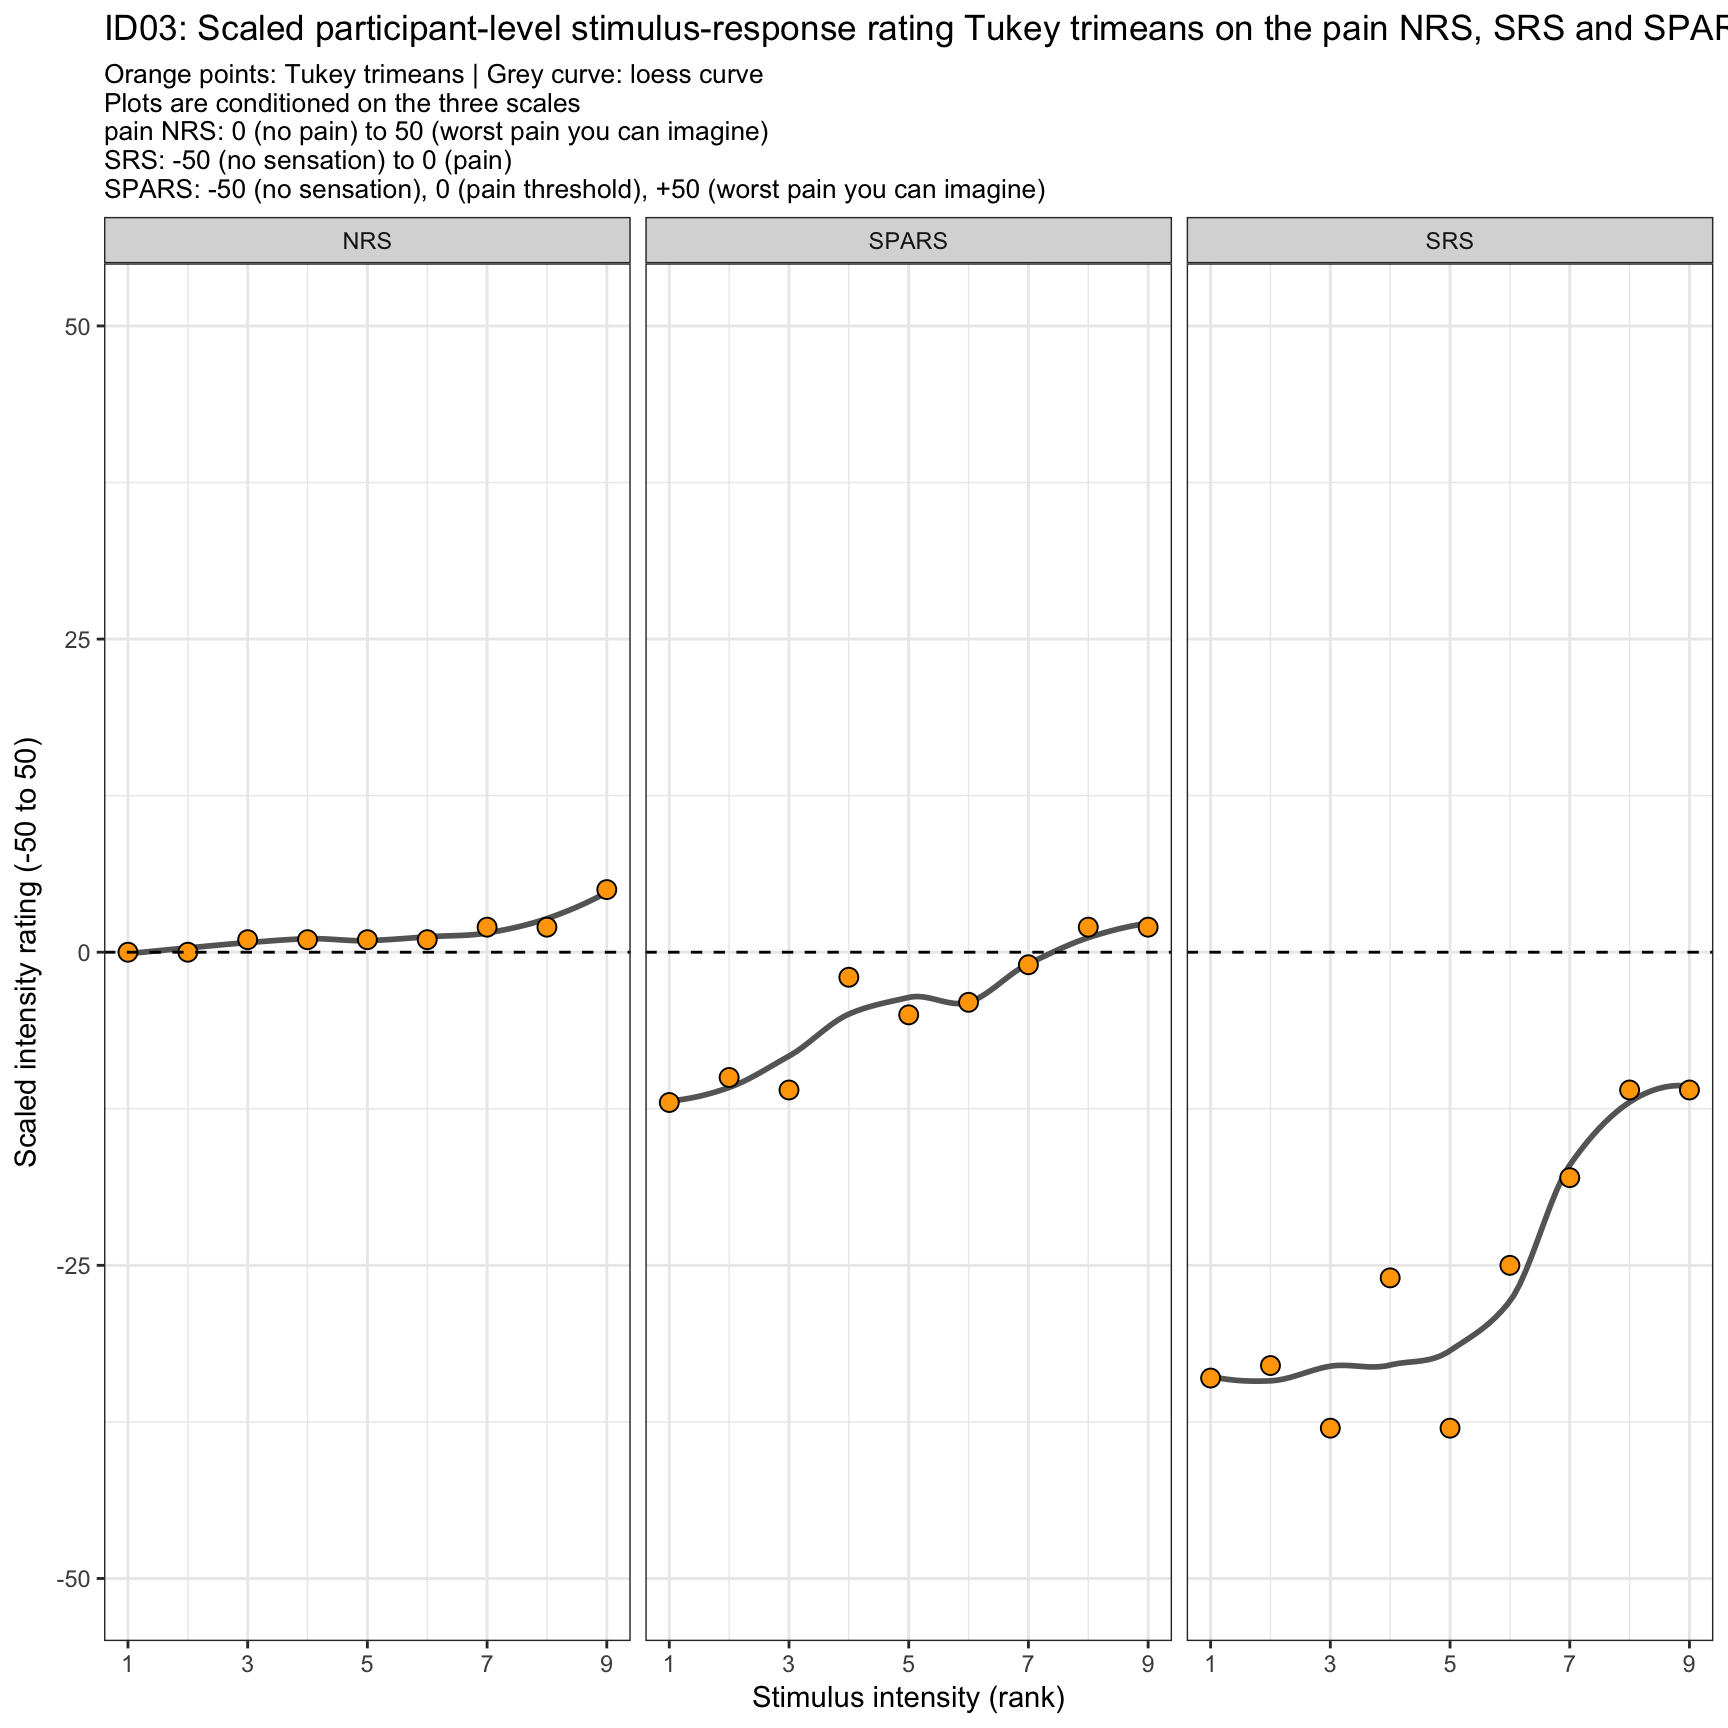 ID03: Scaled participant-level stimulus-response rating Tukey trimeans on the pain NRS, SRS and SPAR
Orange points: Tukey trimeans | Grey curve: loess curve
Plots are conditioned on the three scales
pain NRS: 0 (no pain) to 50 (worst pain you can imagine)
SRS: -50 (no sensation) to 0 (pain)
SPARS: -50 (no sensation), 0 (pain threshold), +50 (worst pain you can imagine)
NRS SPARS SRS
50
25
0
-25
-50
Scaled intensity rating (-50 to 50)
1 3 5 7 9 1 3 5 7 9 1 3 5 7 9
Stimulus intensity (rank)